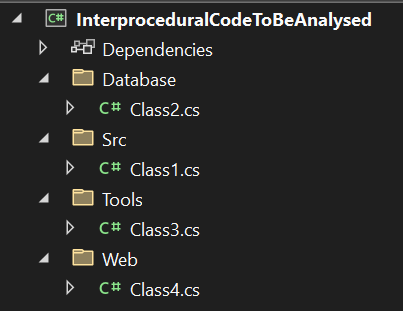 C# InterproceduralCodeToBeAnalysed
Dependencies
Database
C# Class2.cs
Src
C# Class1.cs
Tools
C# Class3.cs
Web
C# Class4.cs